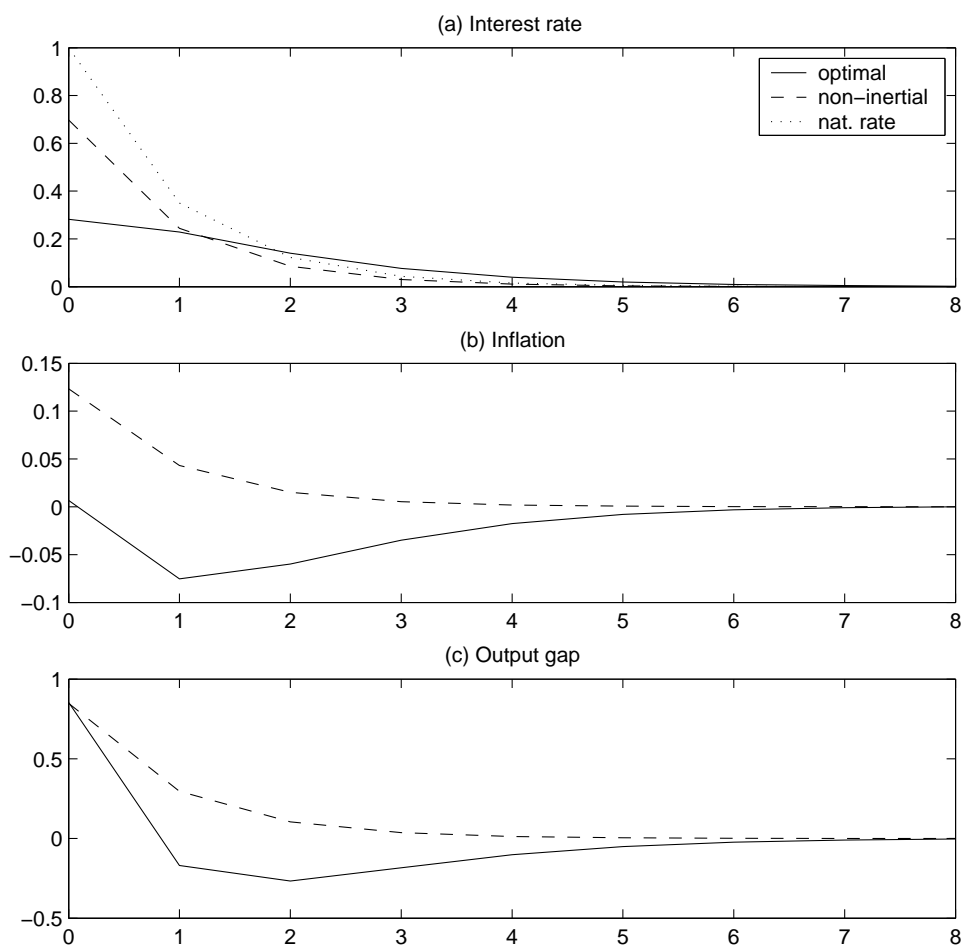 (a) Interest rate
1
0.8
0.6
0.4
0.2
0
optimal
non−inertial
nat. rate
0 1 2 3 4 5 6 7 8
(b) Inflation
0.15
0.1
0.05
0
−0.05
−0.1
0 1 2 3 4 5 6 7 8
(c) Output gap
1
0.5
0
−0.5
0 1 2 3 4 5 6 7 8